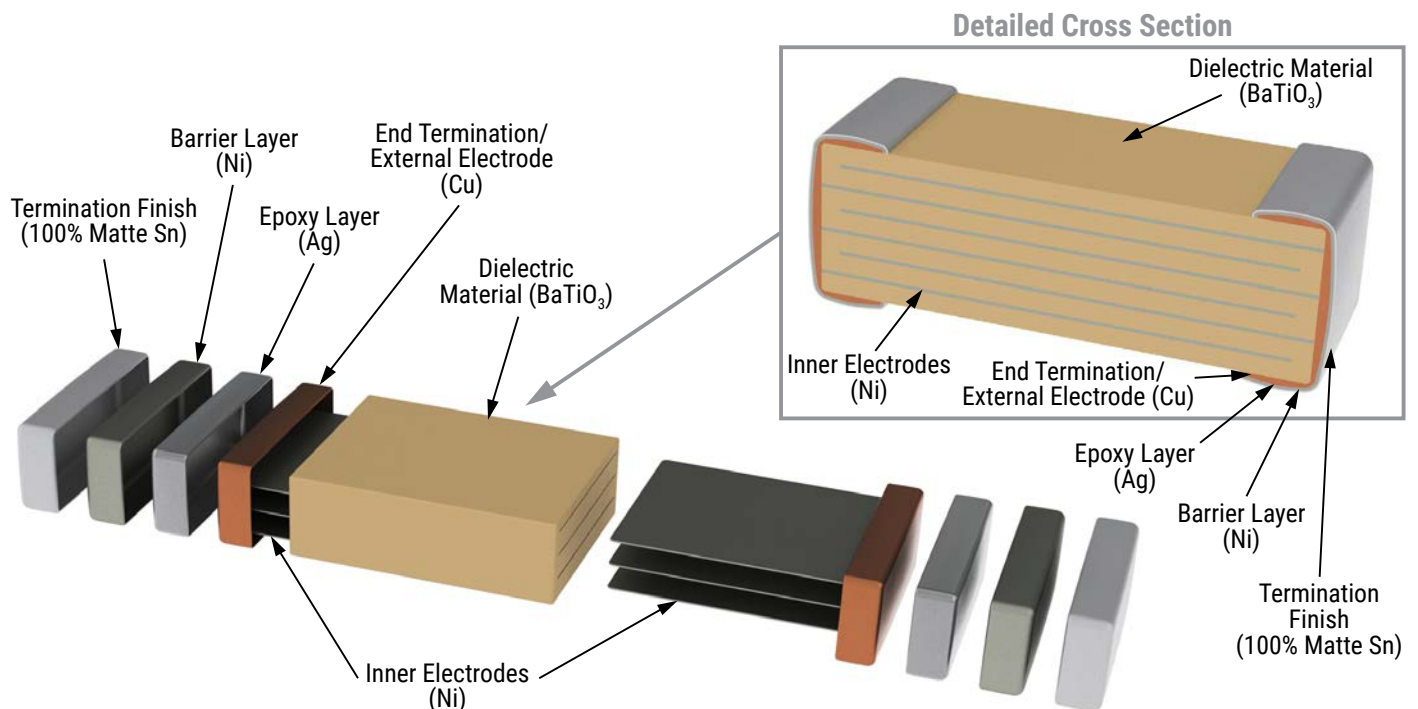 Detailed Cross Section
Dielectric Material
(BaTiO₃)
Inner Electrodes
(Ni)
End Termination/
External Electrode (Cu)
Epoxy Layer
(Ag)
Barrier Layer
(Ni)
Termination
Finish
(100% Matte Sn)
End Termination/
External Electrode
(Cu)
Barrier Layer
(Ni)
Termination Finish
(100% Matte Sn)
Epoxy Layer
(Ag)
Dielectric
Material (BaTiO₃)
Inner Electrodes
(Ni)